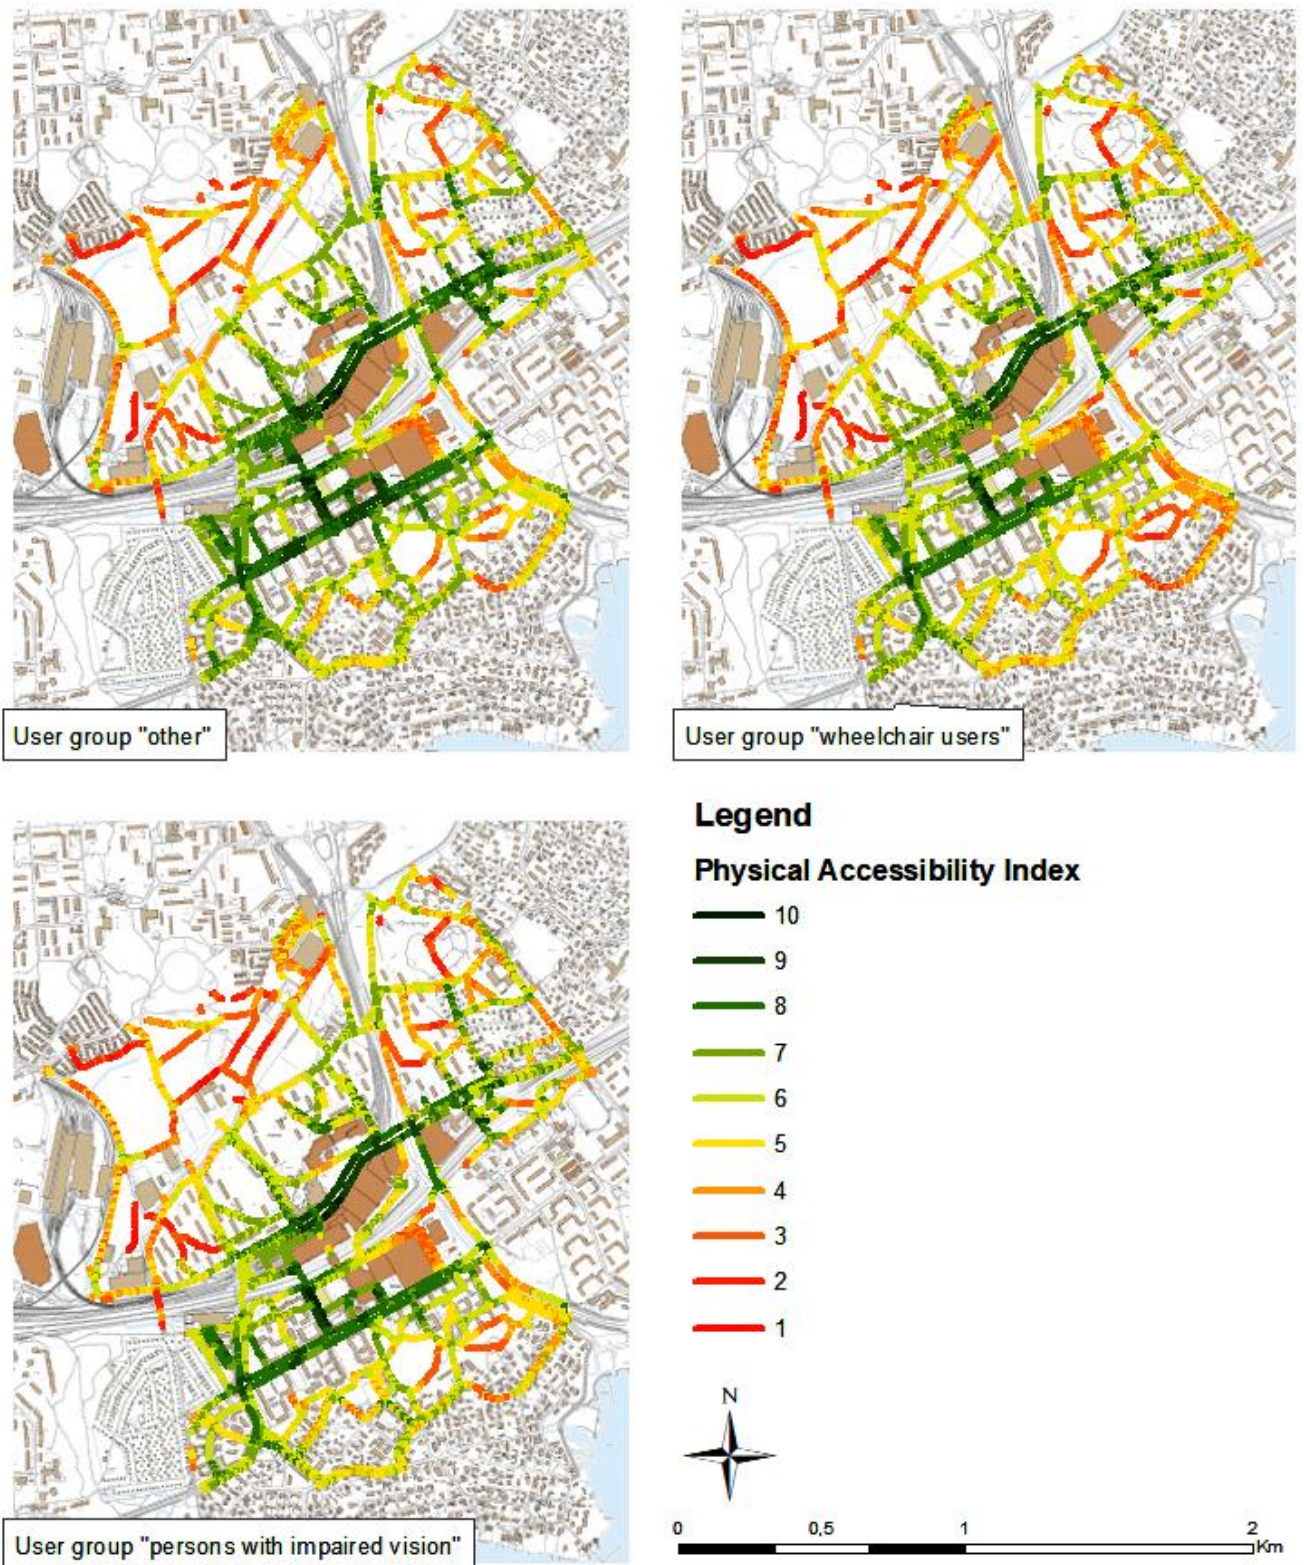 User group "other"
User group "wheelchair users"
Legend
Physical Accessibility Index
10
9
8
7
6
5
4
3
2
1
N
0 0,5 1 2
Km
User group "persons with impaired vision"